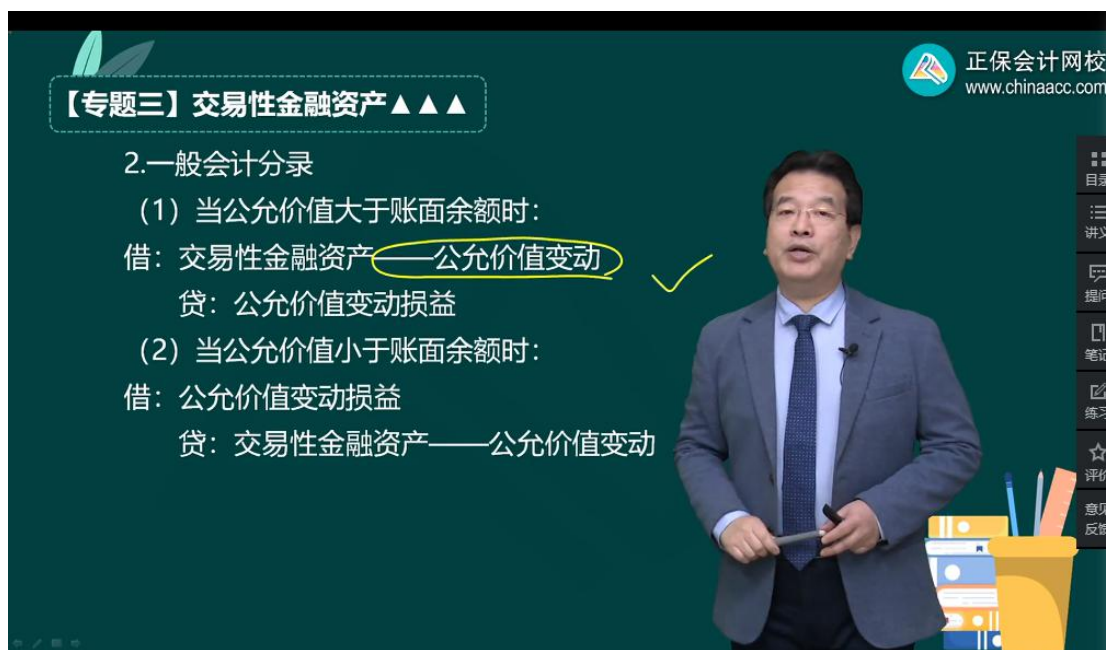 正保会计网校
www.chinaacc.com
【专题三】交易性金融资产▲▲▲
2.一般会计分录
（1）当公允价值大于账面余额时：
借：交易性金融资产——公允价值变动
贷：公允价值变动损益
（2）当公允价值小于账面余额时：
借：公允价值变动损益
贷：交易性金融资产——公允价值变动
目录
讲义
提问
笔记
练习
评价
意见
反馈